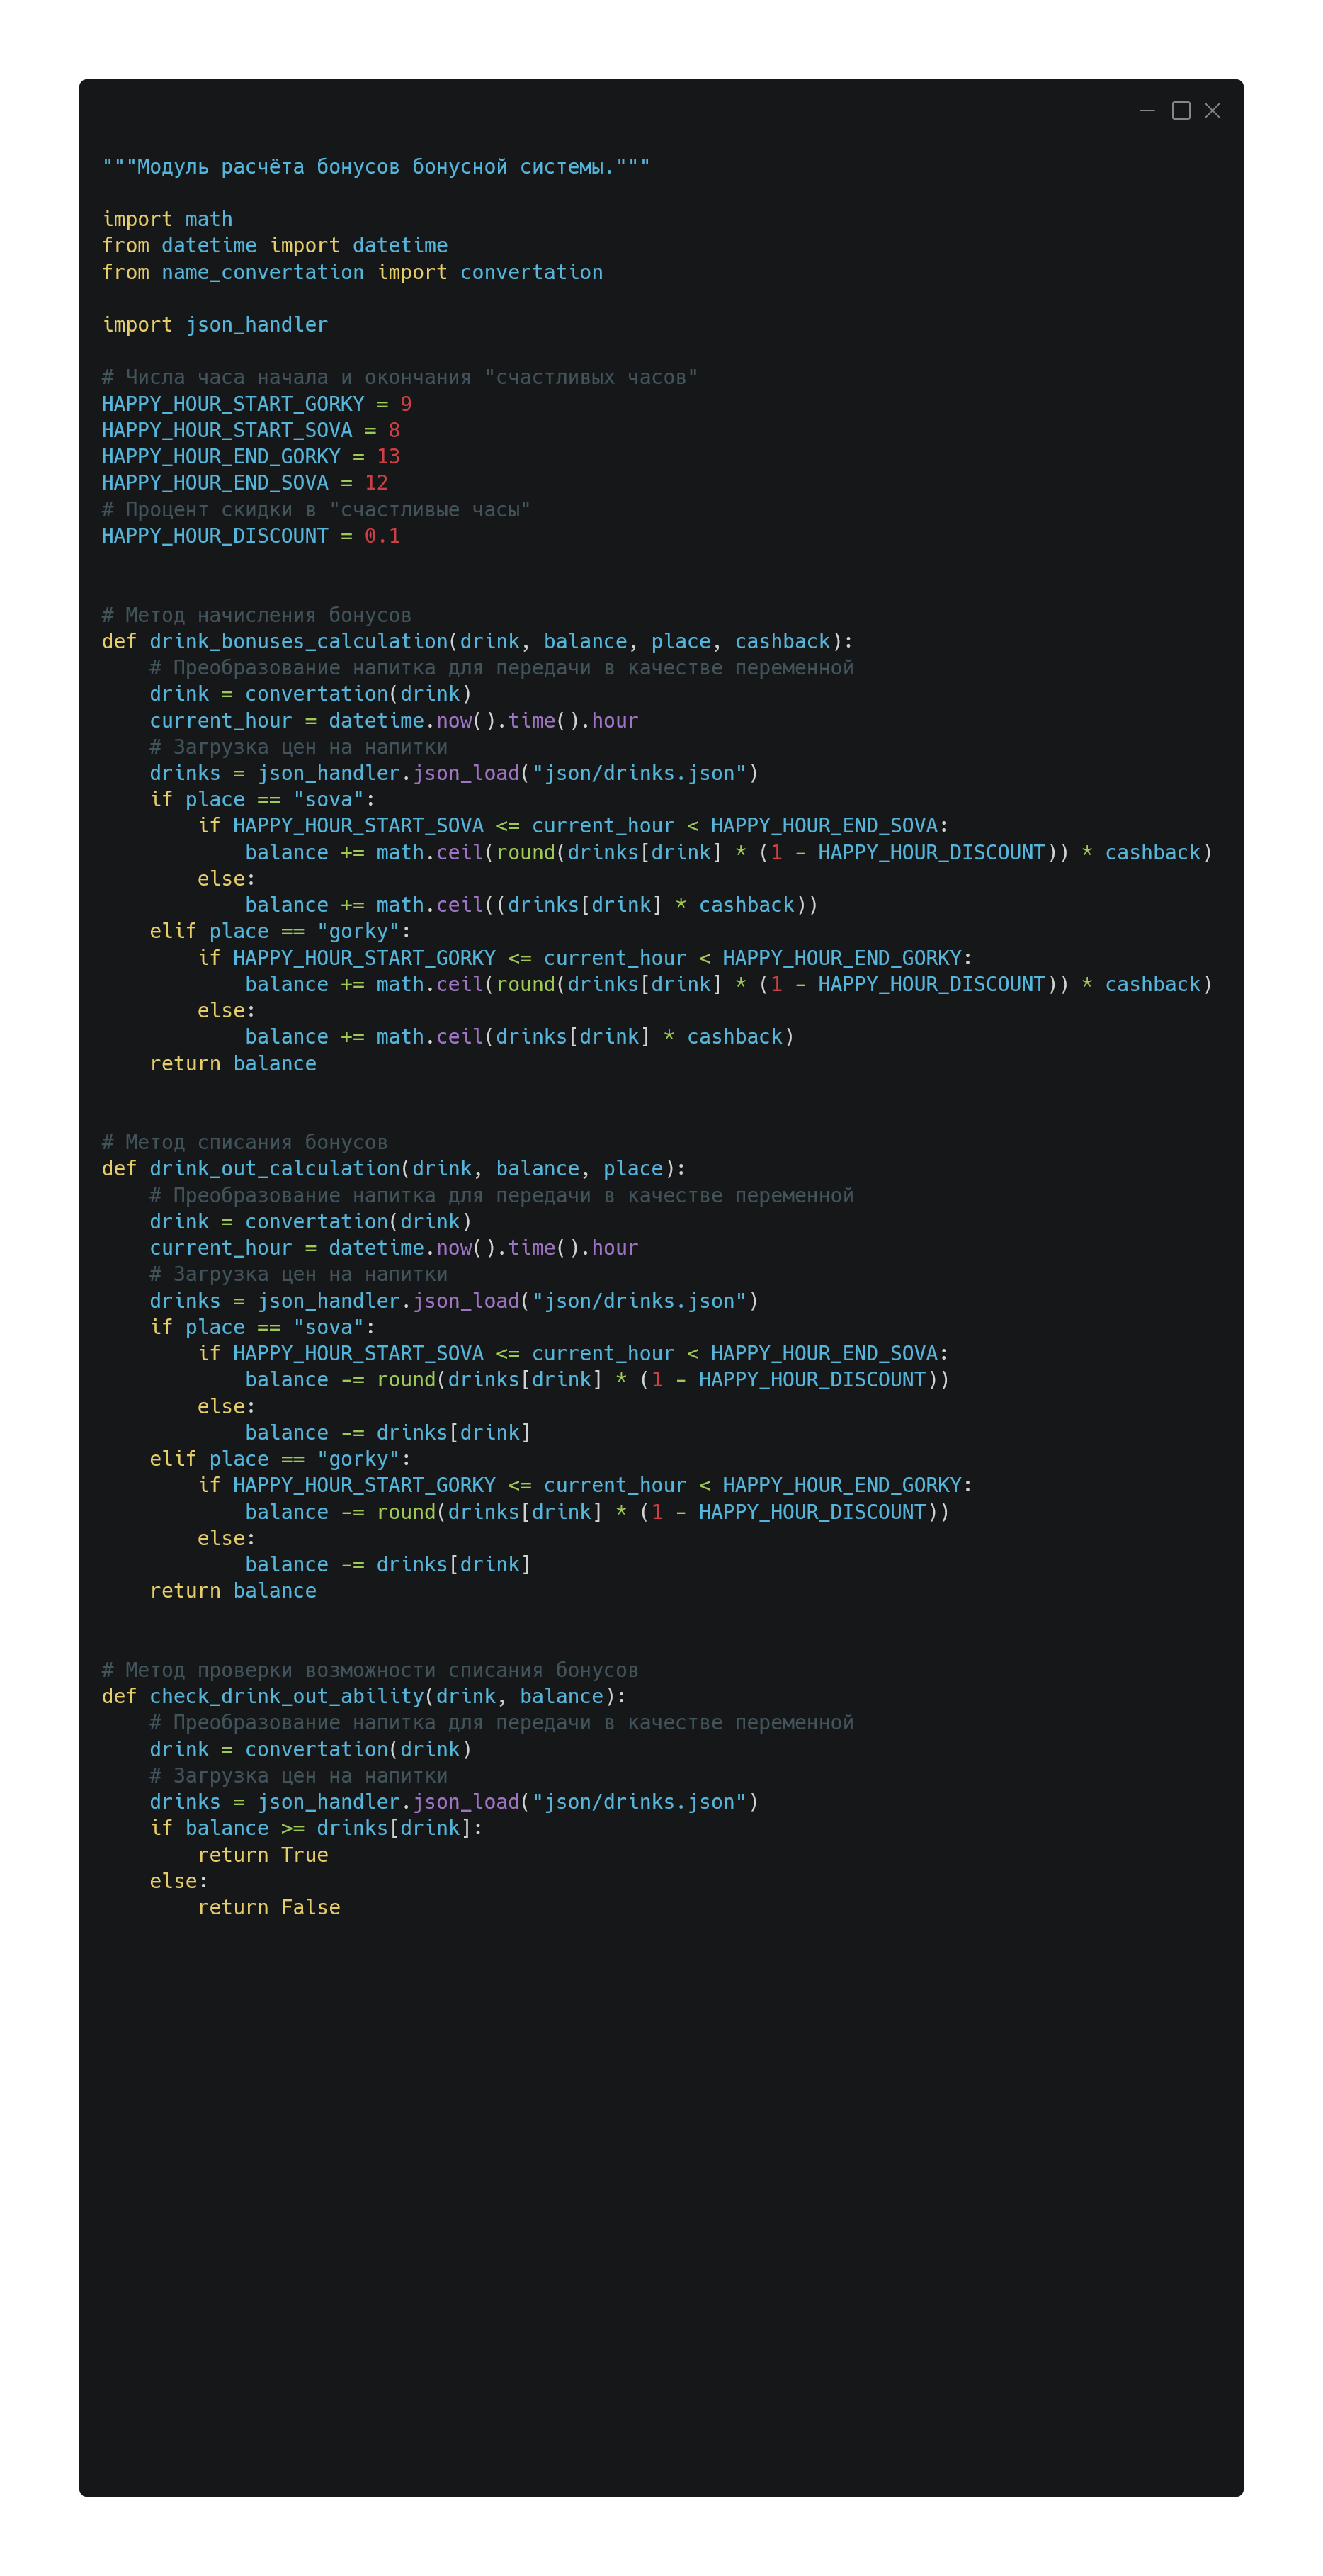 """Модуль расчёта бонусов бонусной системы."""

import math
from datetime import datetime
from name_convertation import convertation

import json_handler

# Числа часа начала и окончания "счастливых часов"
HAPPY_HOUR_START_GORKY = 9
HAPPY_HOUR_START_SOVA = 8
HAPPY_HOUR_END_GORKY = 13
HAPPY_HOUR_END_SOVA = 12
# Процент скидки в "счастливые часы"
HAPPY_HOUR_DISCOUNT = 0.1


# Метод начисления бонусов
def drink_bonuses_calculation(drink, balance, place, cashback):
    # Преобразование напитка для передачи в качестве переменной
    drink = convertation(drink)
    current_hour = datetime.now().time().hour
    # Загрузка цен на напитки
    drinks = json_handler.json_load("json/drinks.json")
    if place == "sova":
        if HAPPY_HOUR_START_SOVA <= current_hour < HAPPY_HOUR_END_SOVA:
            balance += math.ceil(round(drinks[drink] * (1 - HAPPY_HOUR_DISCOUNT)) * cashback)
        else:
            balance += math.ceil((drinks[drink] * cashback))
    elif place == "gorky":
        if HAPPY_HOUR_START_GORKY <= current_hour < HAPPY_HOUR_END_GORKY:
            balance += math.ceil(round(drinks[drink] * (1 - HAPPY_HOUR_DISCOUNT)) * cashback)
        else:
            balance += math.ceil(drinks[drink] * cashback)
    return balance


# Метод списания бонусов
def drink_out_calculation(drink, balance, place):
    # Преобразование напитка для передачи в качестве переменной
    drink = convertation(drink)
    current_hour = datetime.now().time().hour
    # Загрузка цен на напитки
    drinks = json_handler.json_load("json/drinks.json")
    if place == "sova":
        if HAPPY_HOUR_START_SOVA <= current_hour < HAPPY_HOUR_END_SOVA:
            balance -= round(drinks[drink] * (1 - HAPPY_HOUR_DISCOUNT))
        else:
            balance -= drinks[drink]
    elif place == "gorky":
        if HAPPY_HOUR_START_GORKY <= current_hour < HAPPY_HOUR_END_GORKY:
            balance -= round(drinks[drink] * (1 - HAPPY_HOUR_DISCOUNT))
        else:
            balance -= drinks[drink]
    return balance


# Метод проверки возможности списания бонусов
def check_drink_out_ability(drink, balance):
    # Преобразование напитка для передачи в качестве переменной
    drink = convertation(drink)
    # Загрузка цен на напитки
    drinks = json_handler.json_load("json/drinks.json")
    if balance >= drinks[drink]:
        return True
    else:
        return False